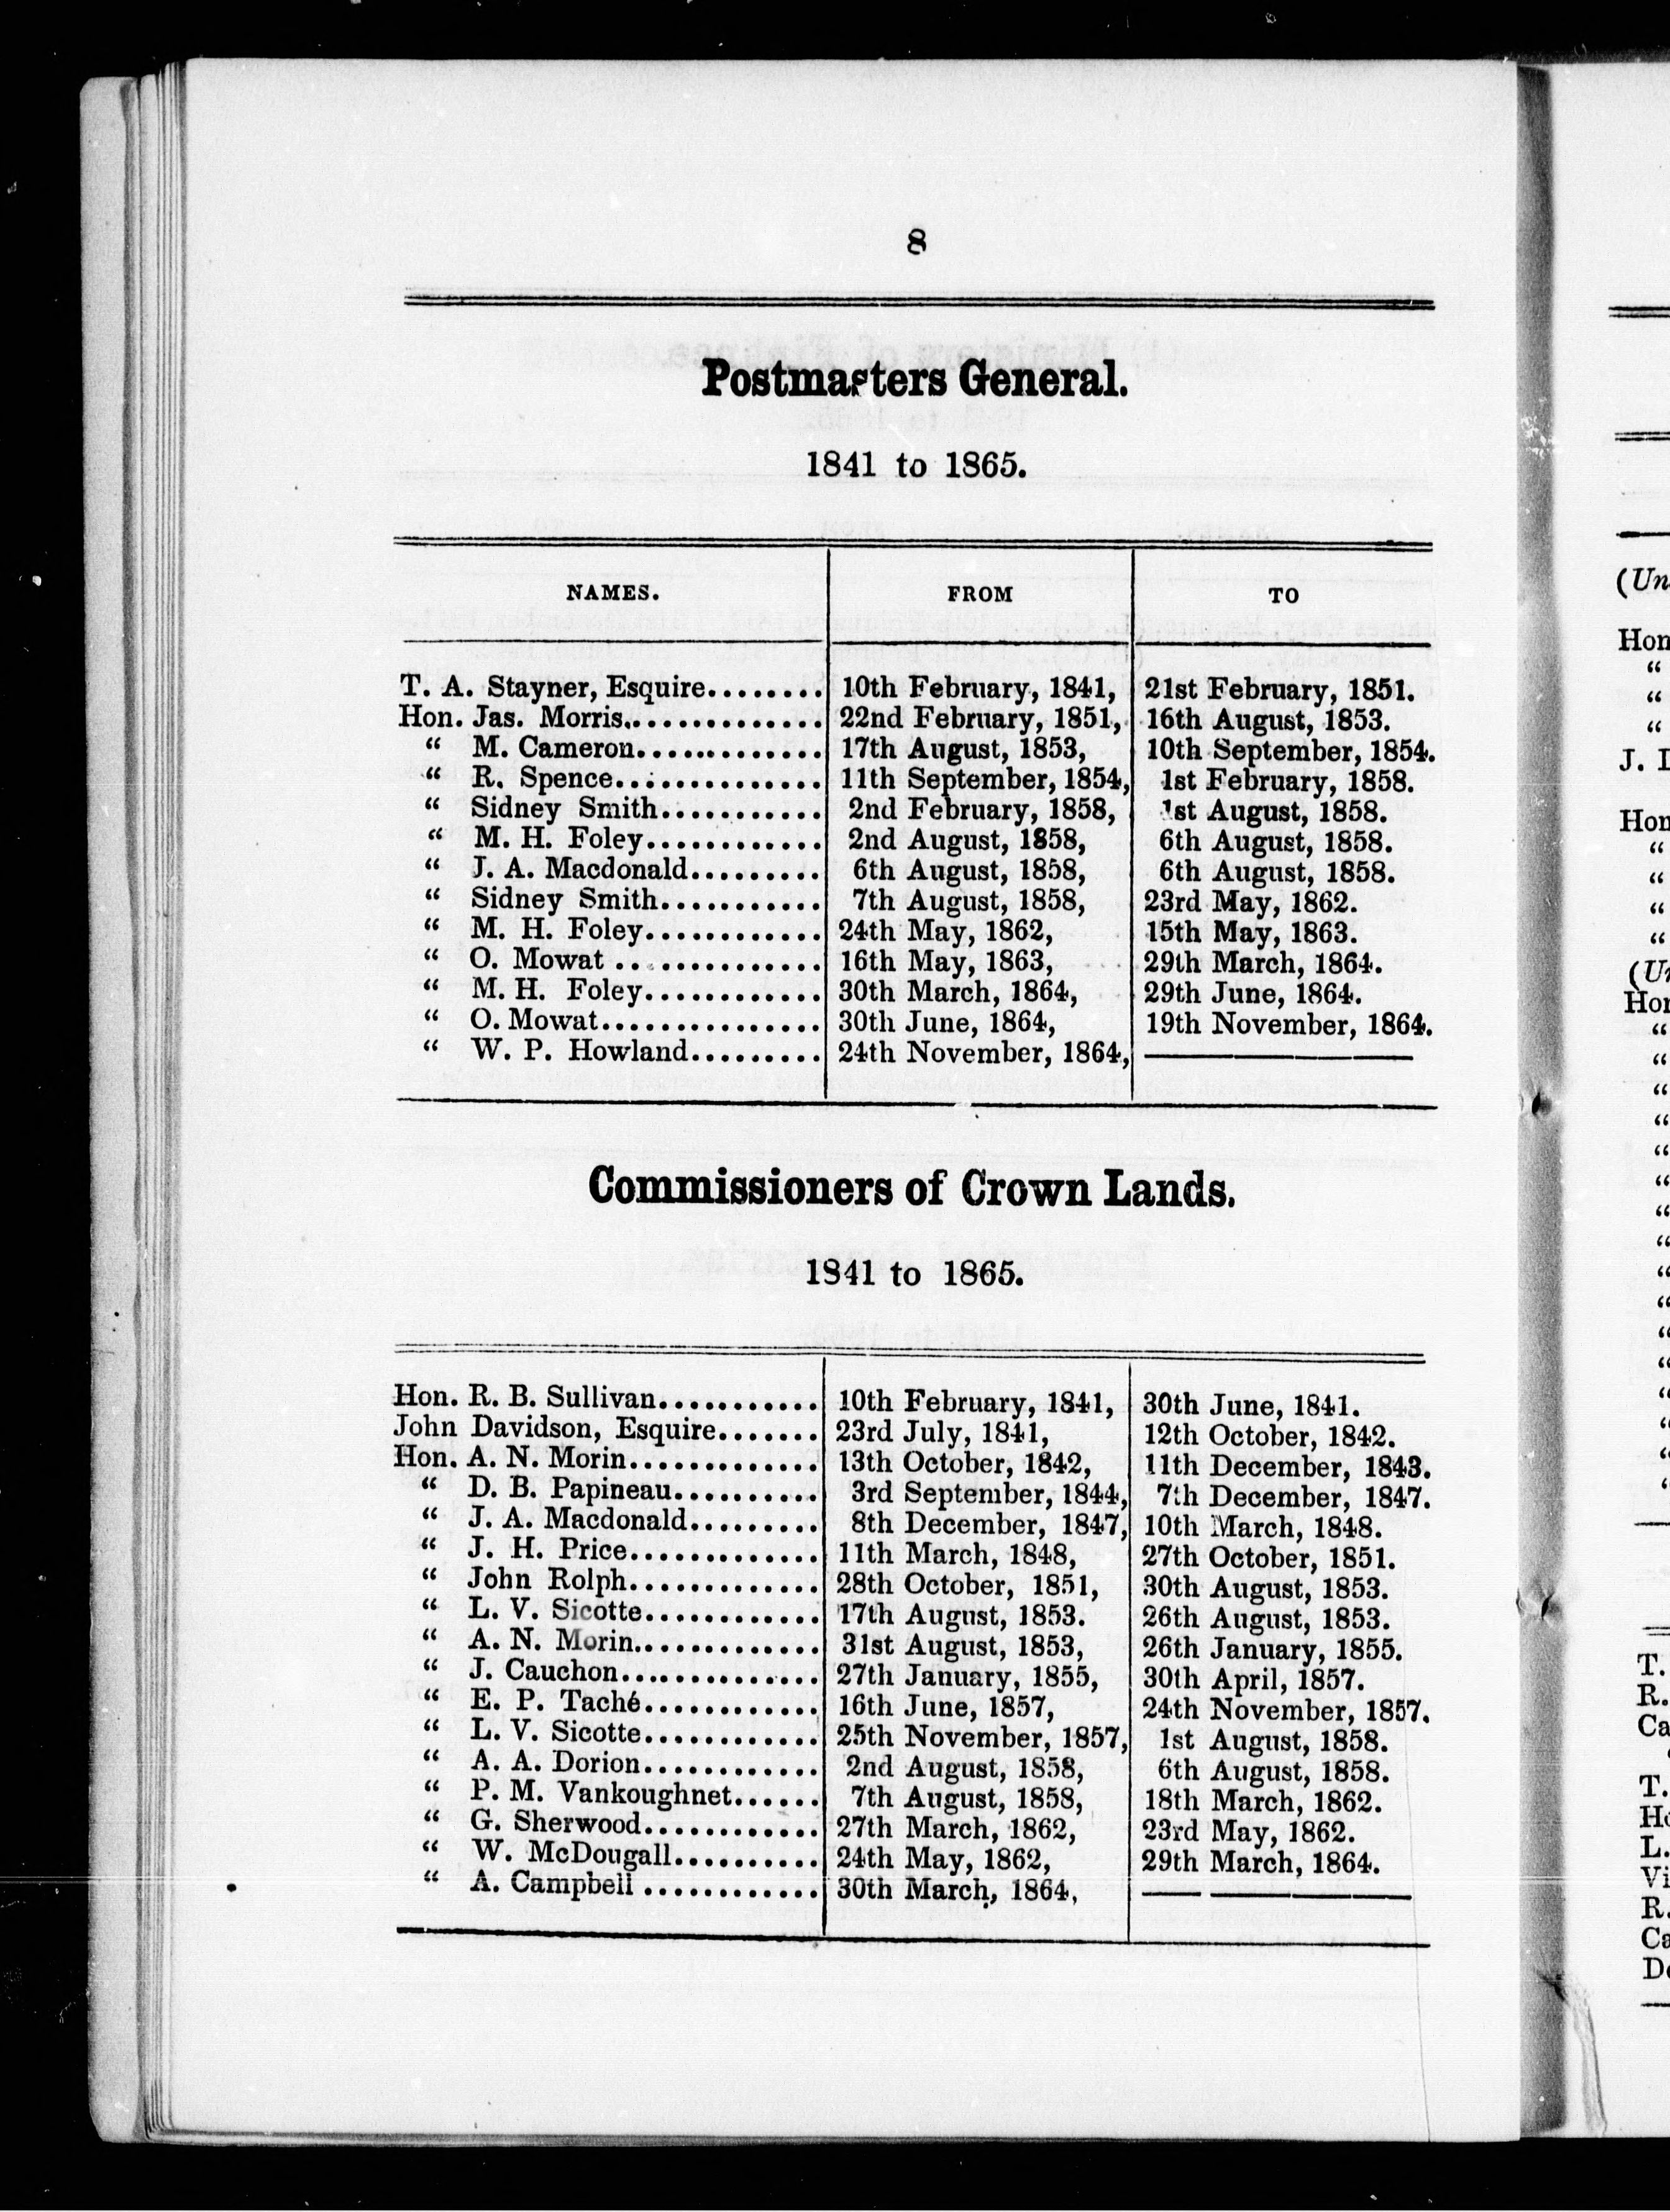 8
Postmasters General.
1841 to 1865.
NAMES. FROM TO
T. A. Stayner, Esquire........ 10th February, 1841, 21st February, 1851.
Hon. Jas. Morris.............. 22nd February, 1851, 16th August, 1853.
“ M. Cameron............. 17th August, 1853, 10th September, 1854.
“ R. Spence............... 11th September, 1854, 1st February, 1858.
“ Sidney Smith........... 2nd February, 1858, 1st August, 1858.
“ M. H. Foley............ 2nd August, 1858, 6th August, 1858.
“ J. A. Macdonald......... 6th August, 1858, 6th August, 1858.
“ Sidney Smith........... 7th August, 1858, 23rd May, 1862.
“ M. H. Foley............ 24th May, 1862, 15th May, 1863.
“ O. Mowat .............. 16th May, 1863, 29th March, 1864.
“ M. H. Foley............ 30th March, 1864, 29th June, 1864.
“ O. Mowat............... 30th June, 1864, 19th November, 1864.
“ W. P. Howland......... 24th November, 1864, ——————
Commissioners of Crown Lands.
1841 to 1865.
Hon. R. B. Sullivan........... 10th February, 1841, 30th June, 1841.
John Davidson, Esquire....... 23rd July, 1841, 12th October, 1842.
Hon. A. N. Morin............. 13th October, 1842, 11th December, 1843.
“ D. B. Papineau.......... 3rd September, 1844, 7th December, 1847.
“ J. A. Macdonald......... 8th December, 1847, 10th March, 1848.
“ J. H. Price............. 11th March, 1848, 27th October, 1851.
“ John Rolph............. 28th October, 1851, 30th August, 1853.
“ L. V. Sicotte............ 17th August, 1853. 26th August, 1853.
“ A. N. Morin............. 31st August, 1853, 26th January, 1855.
“ J. Cauchon.............. 27th January, 1855, 30th April, 1857.
“ E. P. Taché............ 16th June, 1857, 24th November, 1857.
“ L. V. Sicotte............ 25th November, 1857, 1st August, 1858.
“ A. A. Dorion............ 2nd August, 1858, 6th August, 1858.
“ P. M. Vankoughnet...... 7th August, 1858, 18th March, 1862.
“ G. Sherwood............ 27th March, 1862, 23rd May, 1862.
“ W. McDougall.......... 24th May, 1862, 29th March, 1864.
“ A. Campbell ............ 30th March, 1864, ——————